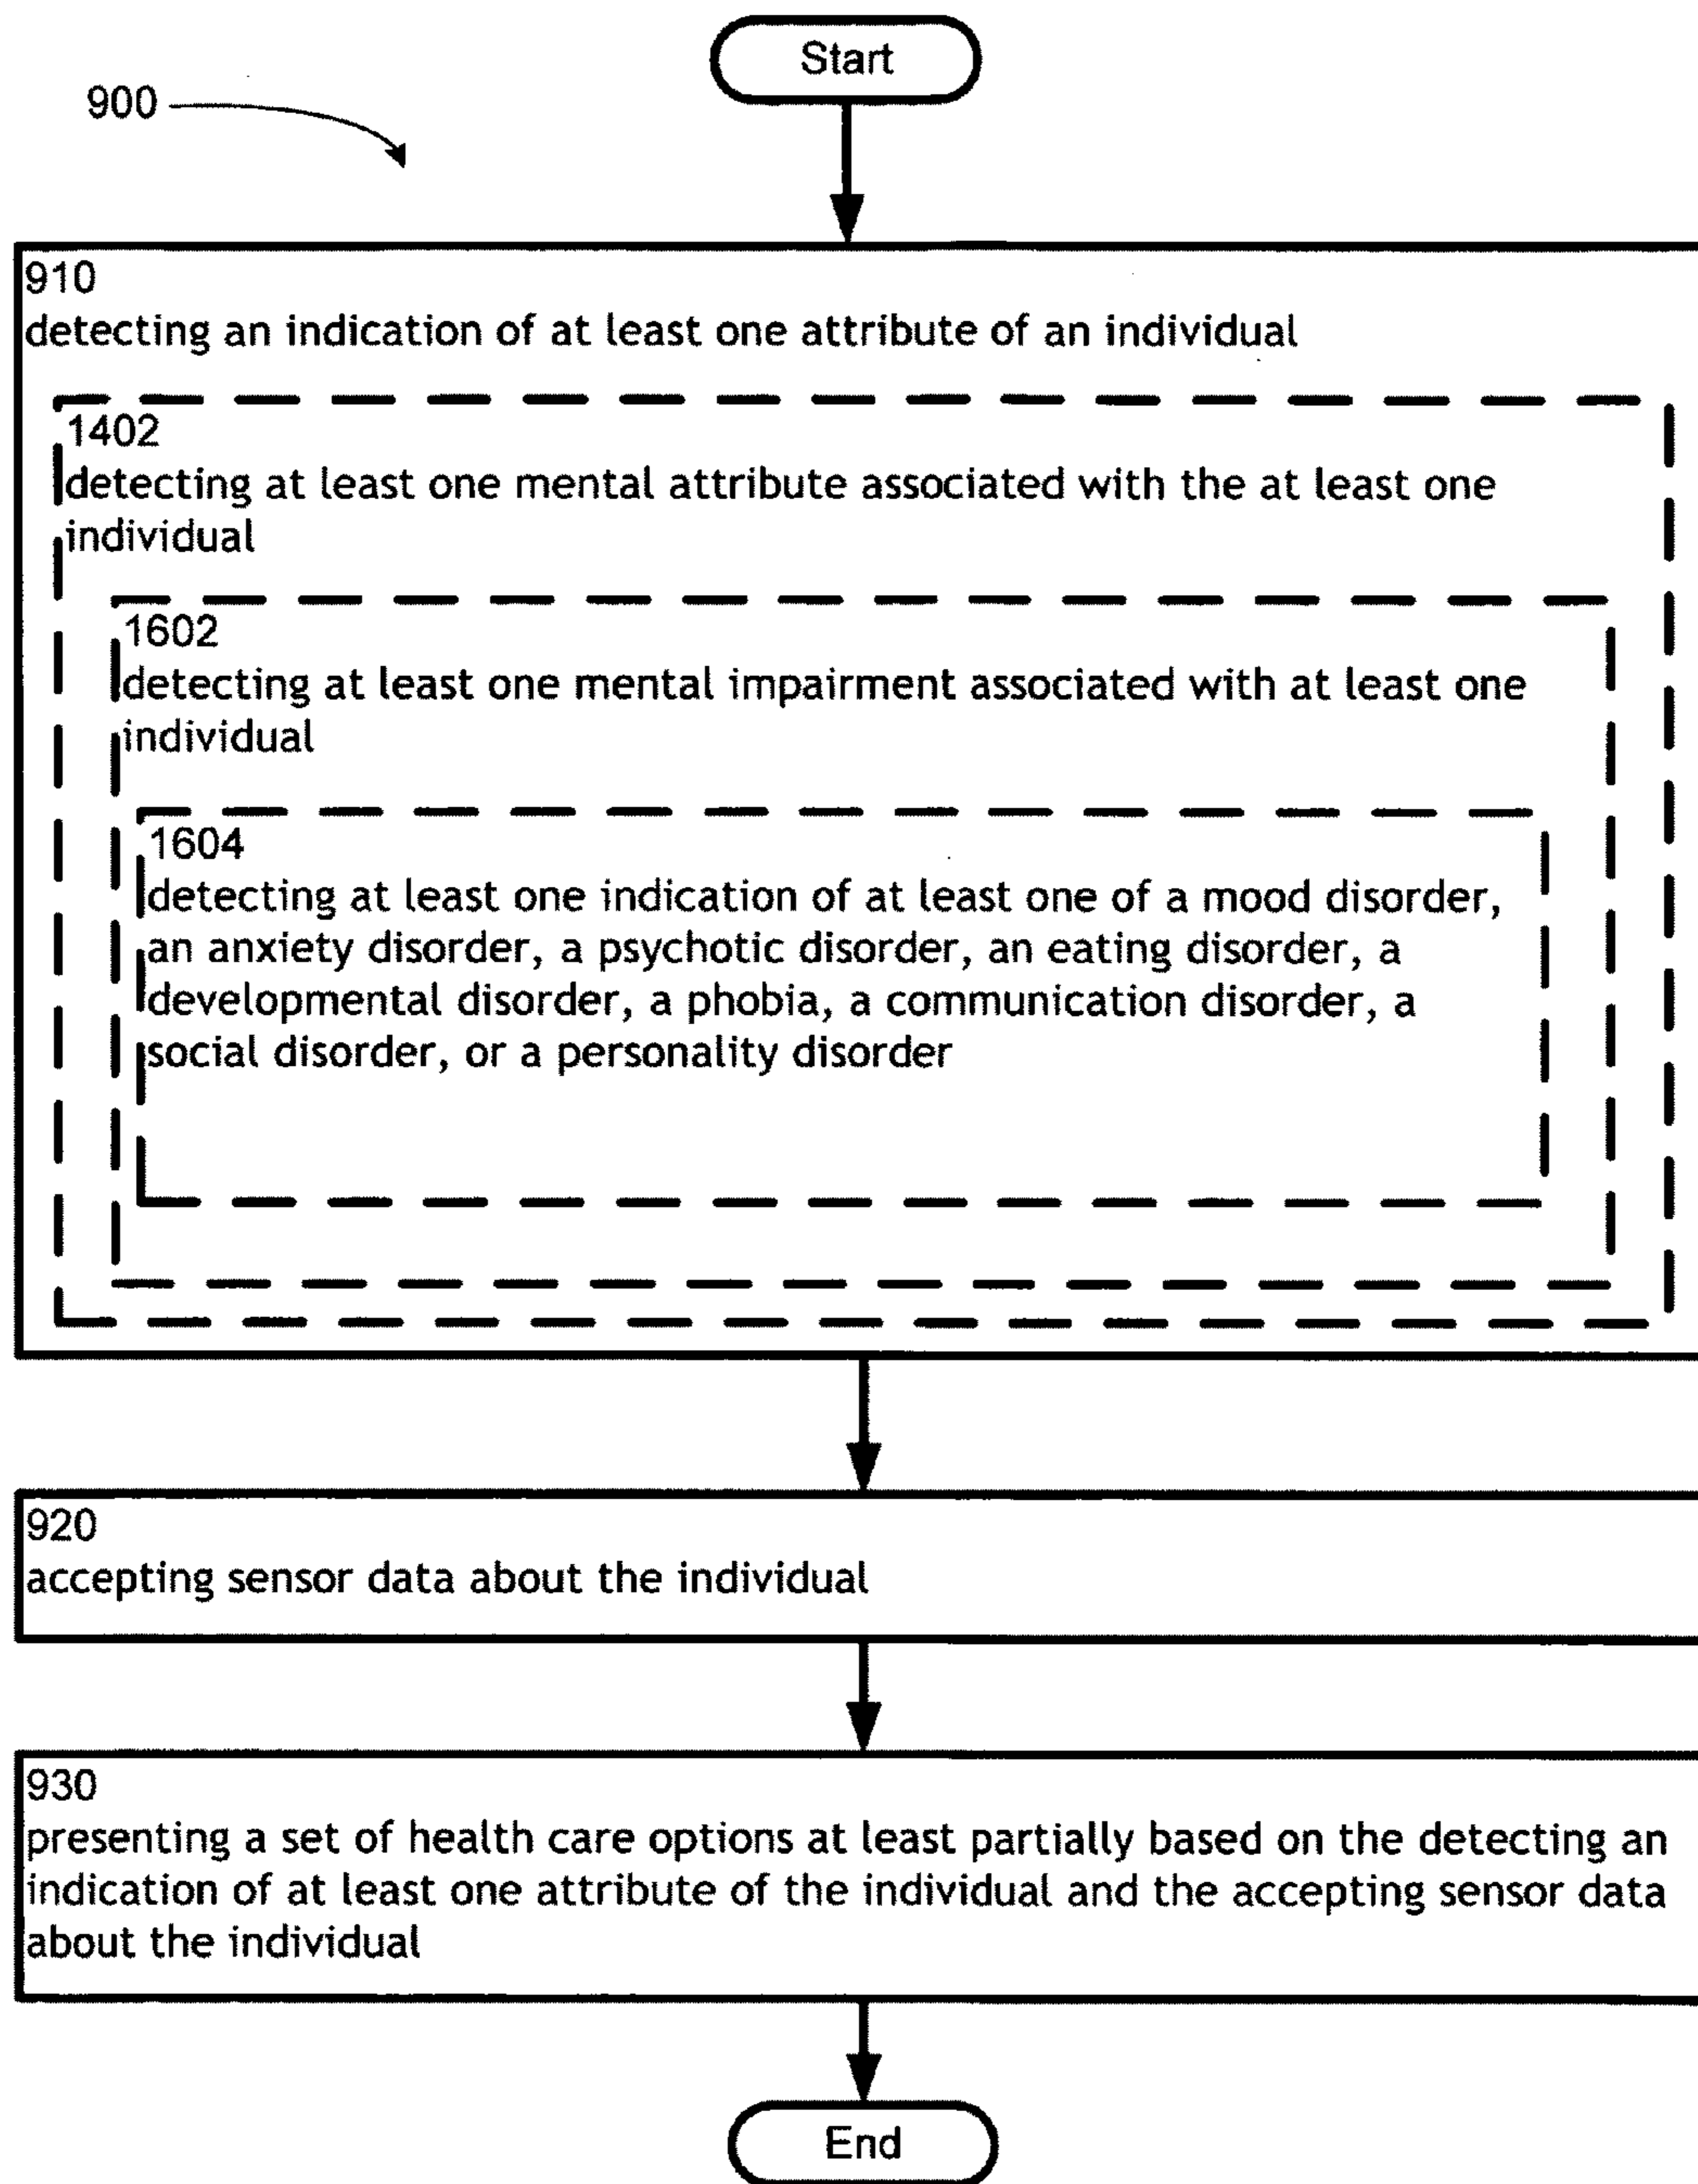 Start
900
910
detecting an indication of at least one attribute of an individual
1402
detecting at least one mental attribute associated with the at least one
individual
1602
detecting at least one mental impairment associated with at least one
individual
1604
detecting at least one indication of at least one of a mood disorder,
an anxiety disorder, a psychotic disorder, an eating disorder, a
developmental disorder, a phobia, a communication disorder, a
social disorder, or a personality disorder
920
accepting sensor data about the individual
930
presenting a set of health care options at least partially based on the detecting an
indication of at least one attribute of the individual and the accepting sensor data
about the individual
End